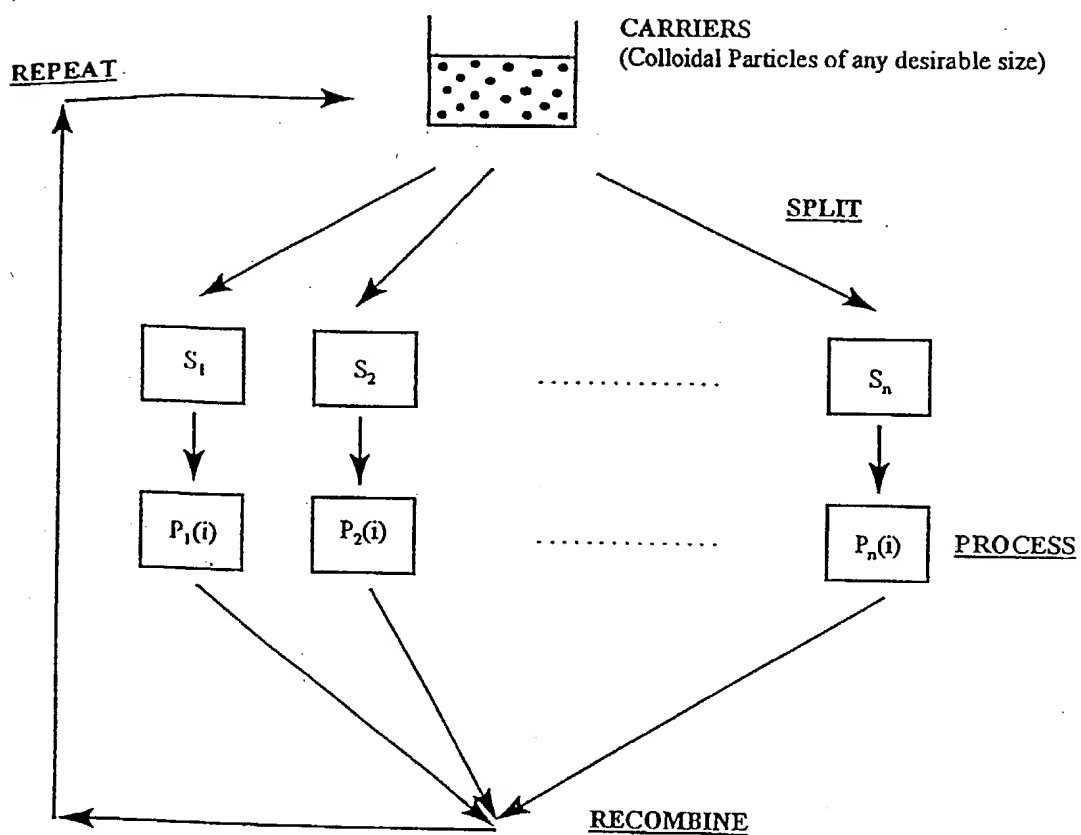 CARRIERS
(Colloidal Particles of any desirable size)
REPEAT
SPLIT
S₁
S₂
....................
Sₙ
P₁(i)
P₂(i)
....................
Pₙ(i)
PROCESS
RECOMBINE